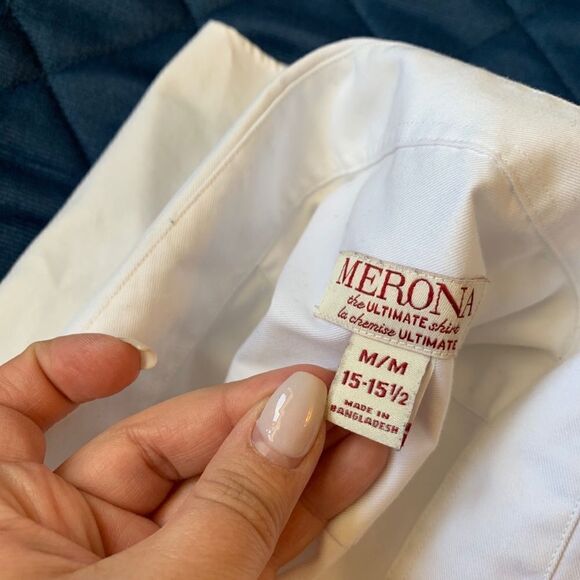 MERONA
the ULTIMATE shirt
la chemise ULTIMATE
M/M
15-15½
MADE IN
BANGLADESH